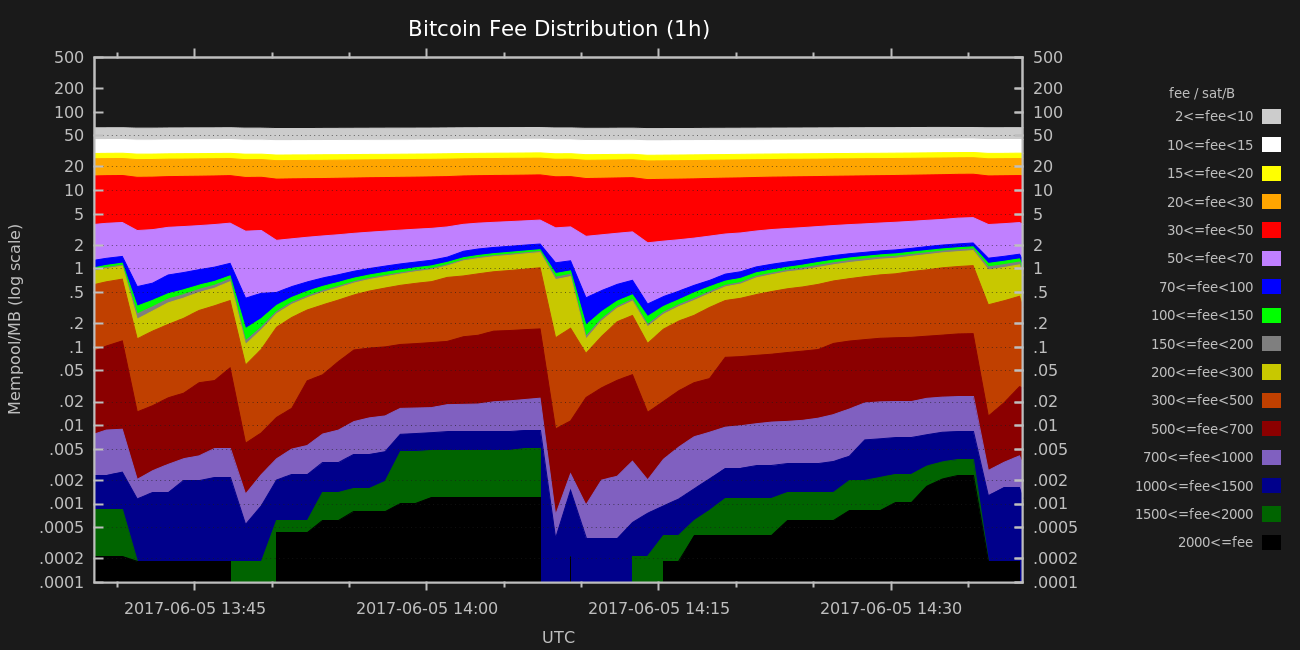 Bitcoin Fee Distribution (1h)
500 500
200 200
100 100
50 50
20 20
10 10
5 5
2 2
1 1
.5 .5
.2 .2
.1 .1
.05 .05
.02 .02
.01 .01
.005 .005
.002 .002
.001 .001
.0005 .0005
.0002 .0002
.0001 .0001
Mempool/MB (log scale)
2017-06-05 13:45 2017-06-05 14:00 2017-06-05 14:15 2017-06-05 14:30
UTC
fee / sat/B
2<=fee<10
10<=fee<15
15<=fee<20
20<=fee<30
30<=fee<50
50<=fee<70
70<=fee<100
100<=fee<150
150<=fee<200
200<=fee<300
300<=fee<500
500<=fee<700
700<=fee<1000
1000<=fee<1500
1500<=fee<2000
2000<=fee